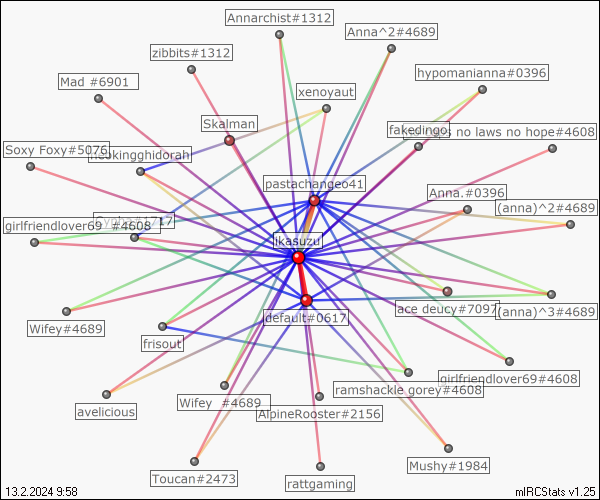 Annarchist#1312
Anna^2#4689
zibbits#1312
hypomanianna#0396
Mad #6901
xenoyaut
Skalman
fakedingo
no laws no hope#4608
Soxy Foxy#5076
pastachangeo41
Anna.#0396
(anna)^2#4689
girlfriendlover69 #4608
ikasuzu
ace deucy#7097
(anna)^3#4689
default#0617
Wifey#4689
frisout
girlfriendlover69#4608
ramshackle gorey#4608
Wifey #4689
avelicious
AlpineRooster#2156
Mushy#1984
Toucan#2473
rattgaming
13.2.2024 9:58
mIRCStats v1.25